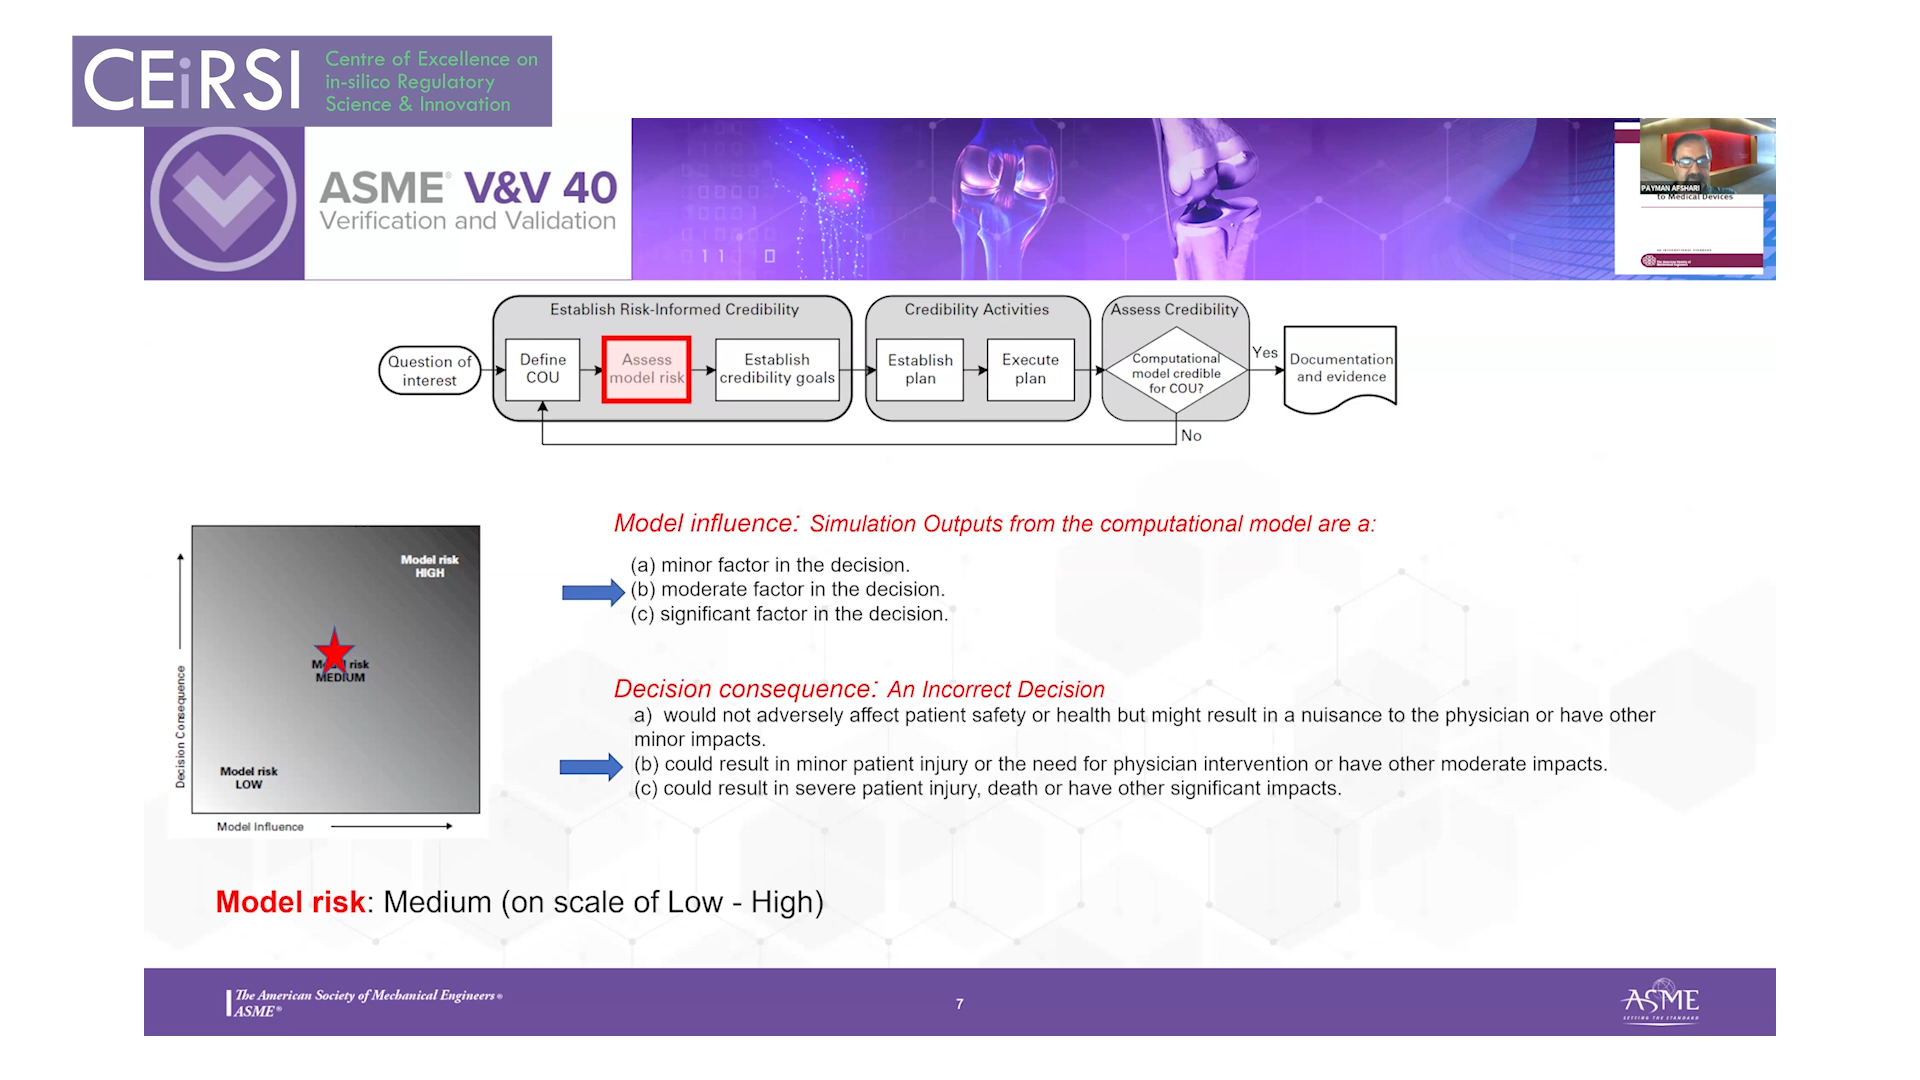 CEiRSI
Centre of Excellence on
in-silico Regulatory
Science & Innovation
ASME® V&V 40
Verification and Validation
PAYMAN AFSHARI
to Medical Devices
Establish Risk-Informed Credibility
Credibility Activities
Assess Credibility
Question of
interest
Define
COU
Assess
model risk
Establish
credibility goals
Establish
plan
Execute
plan
Computational
model credible
for COU?
Yes
No
Documentation
and evidence
Model influence: Simulation Outputs from the computational model are a:
(a) minor factor in the decision.
(b) moderate factor in the decision.
(c) significant factor in the decision.
Decision consequence: An Incorrect Decision
a) would not adversely affect patient safety or health but might result in a nuisance to the physician or have other
minor impacts.
(b) could result in minor patient injury or the need for physician intervention or have other moderate impacts.
(c) could result in severe patient injury, death or have other significant impacts.
Decision Consequence
Model risk
HIGH
Model risk
MEDIUM
Model risk
LOW
Model Influence
Model risk: Medium (on scale of Low - High)
The American Society of Mechanical Engineers®
ASME®
7
ASME
SETTING THE STANDARD